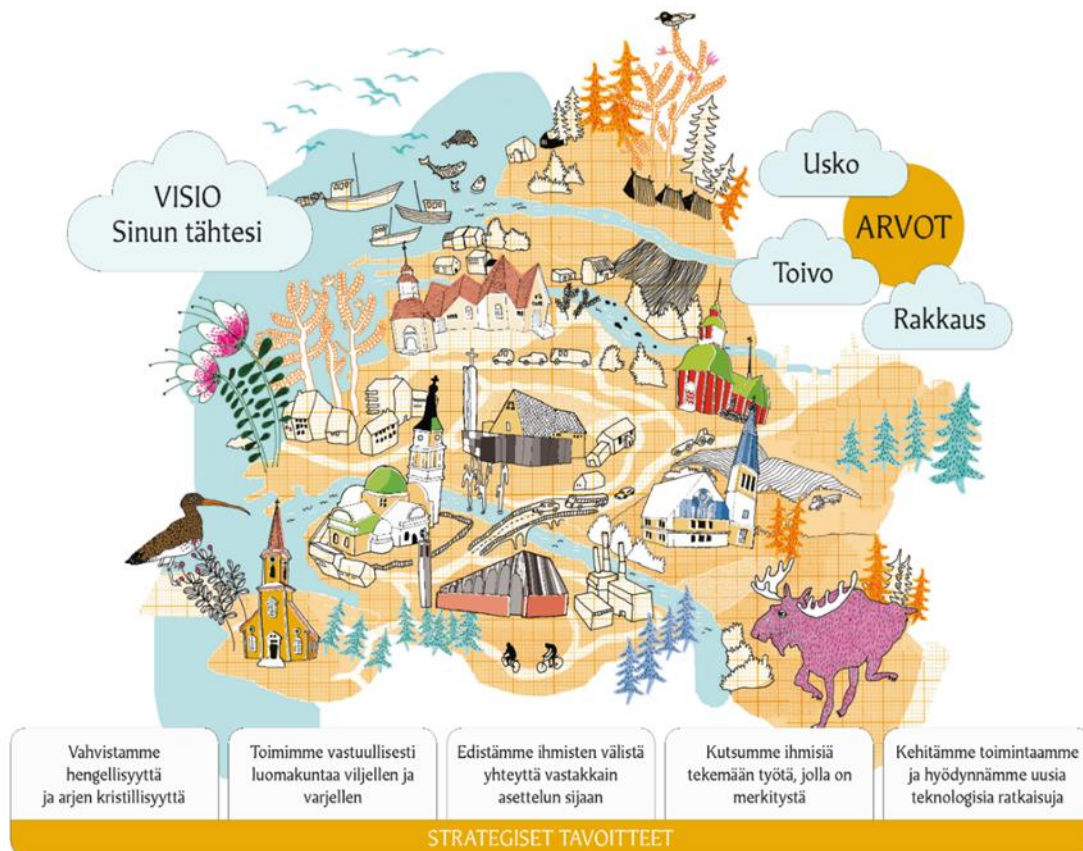 VISIO
Sinun tähtesi
Usko
ARVOT
Toivo
Rakkaus
Vahvistamme
hengellisyyttä
ja arjen kristillisyyttä
Toimimme vastuullisesti
luomakuntaa viljellen ja
varjellen
Edistämme ihmisten välistä
yhteyttä vastakkain
asettelun sijaan
Kutsumme ihmisiä
tekemään työtä, jolla on
merkitystä
Kehitämme toimintaamme
ja hyödynnämme uusia
teknologisia ratkaisuja
STRATEGISET TAVOITTEET